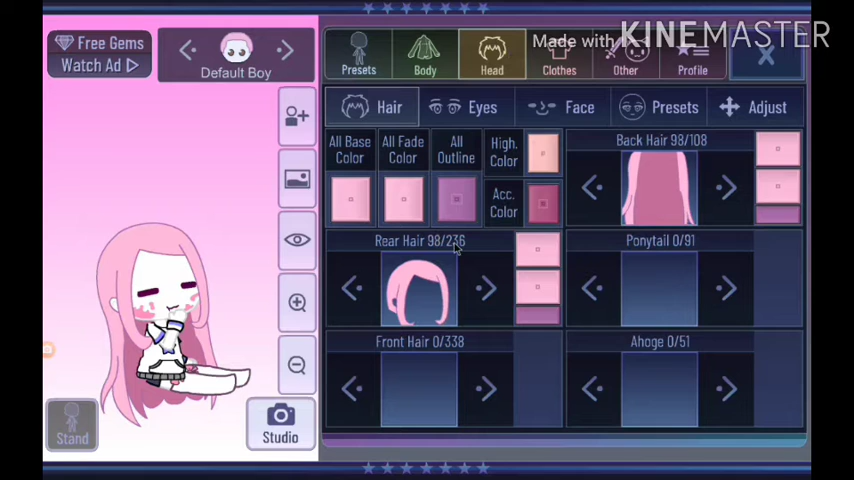 Free Gems
Watch Ad
Default Boy
Presets
Body
Head
Clothes
Other
Profile
Made with
KINEMASTER
Hair
Eyes
Face
Presets
Adjust
All Base
Color
All Fade
Color
All
Outline
High.
Color
Acc.
Color
Back Hair 98/108
Rear Hair 98/236
Ponytail 0/91
Front Hair 0/338
Ahoge 0/51
Stand
Studio